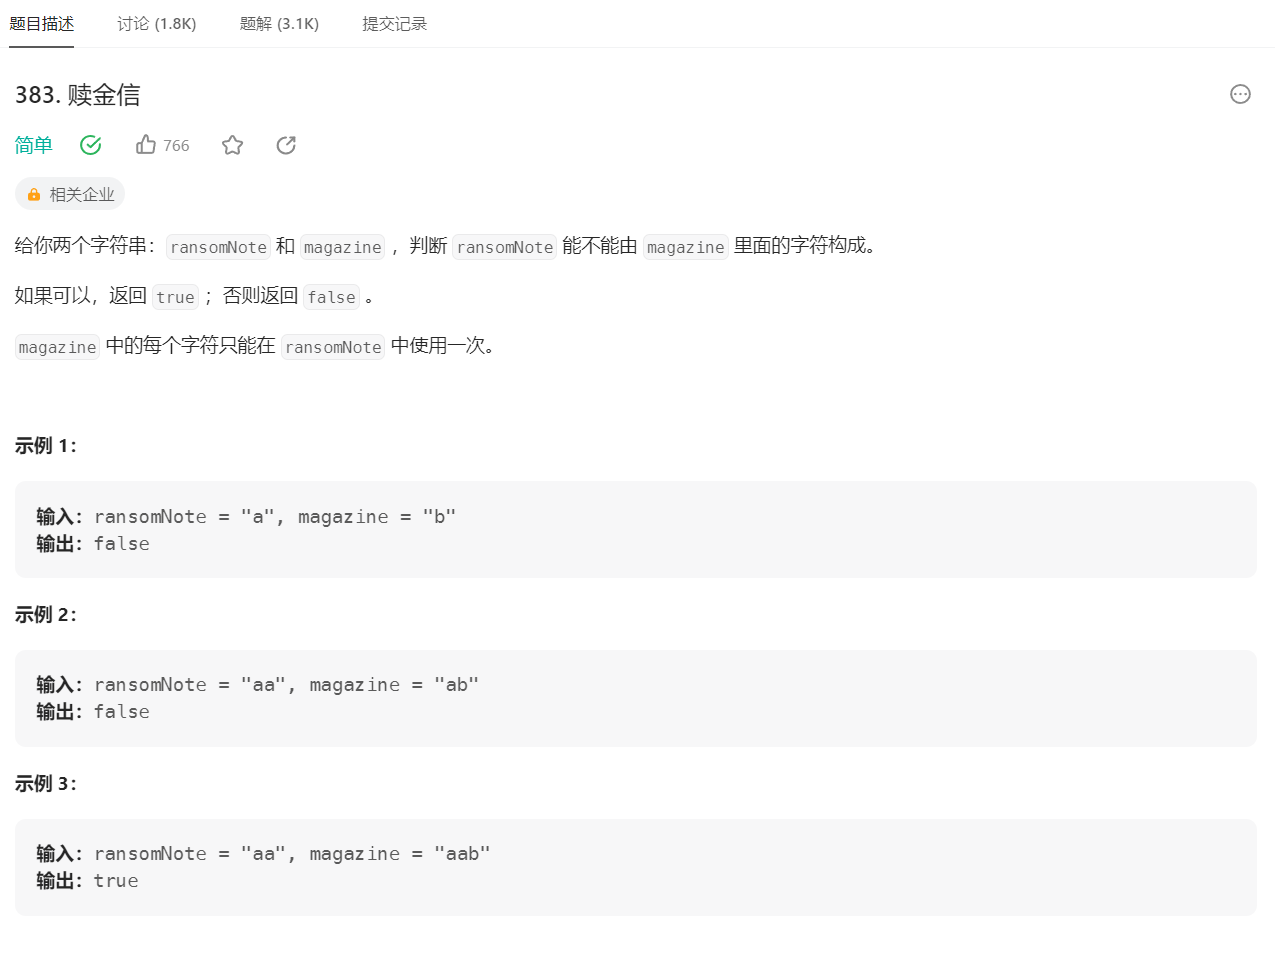 题目描述 讨论 (1.8K) 题解 (3.1K) 提交记录
383. 赎金信
简单 766
相关企业
给你两个字符串：ransomNote 和 magazine ，判断 ransomNote 能不能由 magazine 里面的字符构成。
如果可以，返回 true ；否则返回 false 。
magazine 中的每个字符只能在 ransomNote 中使用一次。
示例 1：
输入：ransomNote = "a", magazine = "b"
输出：false
示例 2：
输入：ransomNote = "aa", magazine = "ab"
输出：false
示例 3：
输入：ransomNote = "aa", magazine = "aab"
输出：true